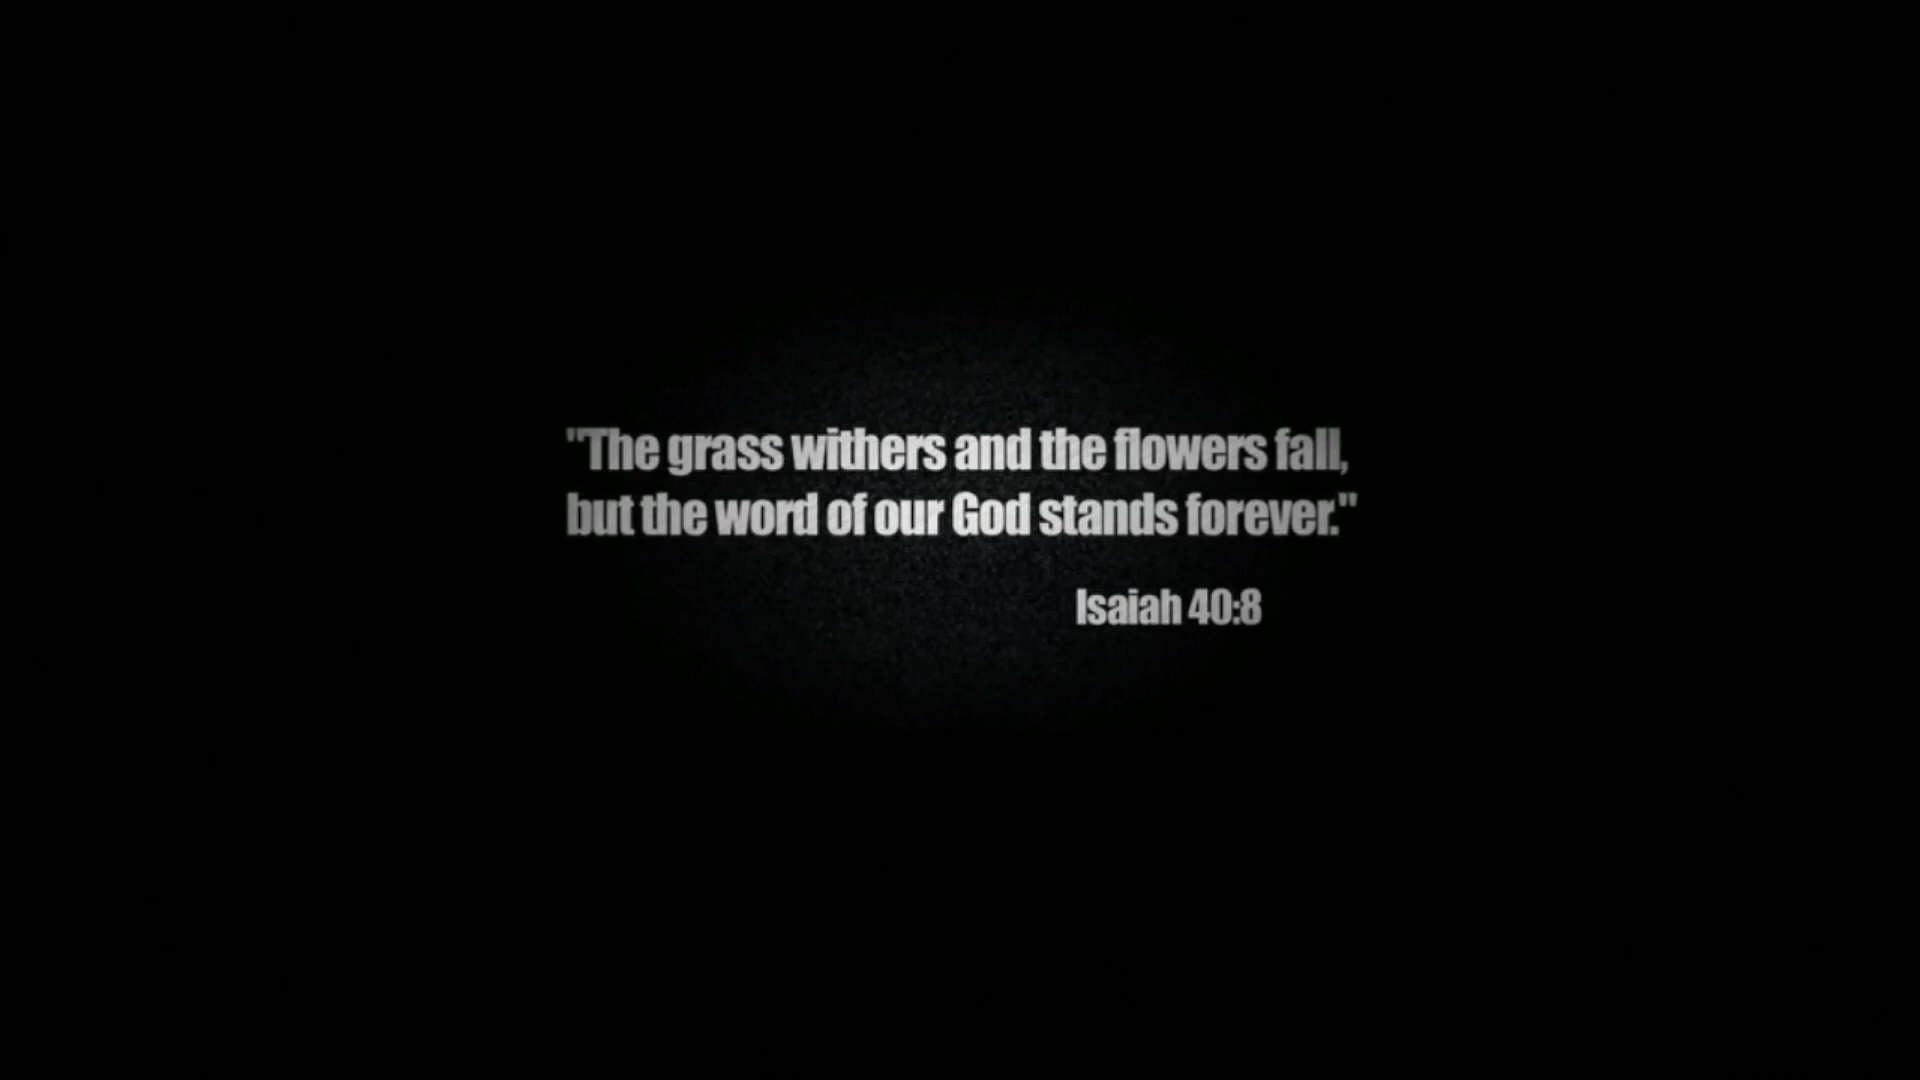 "The grass withers and the flowers fall,
but the word of our God stands forever."
Isaiah 40:8